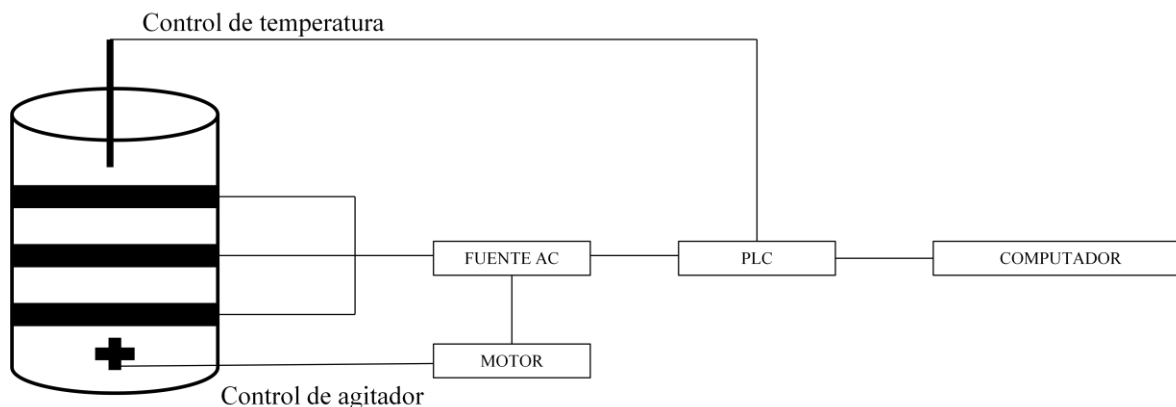 Control de temperatura
FUENTE AC
PLC
COMPUTADOR
MOTOR
Control de agitador